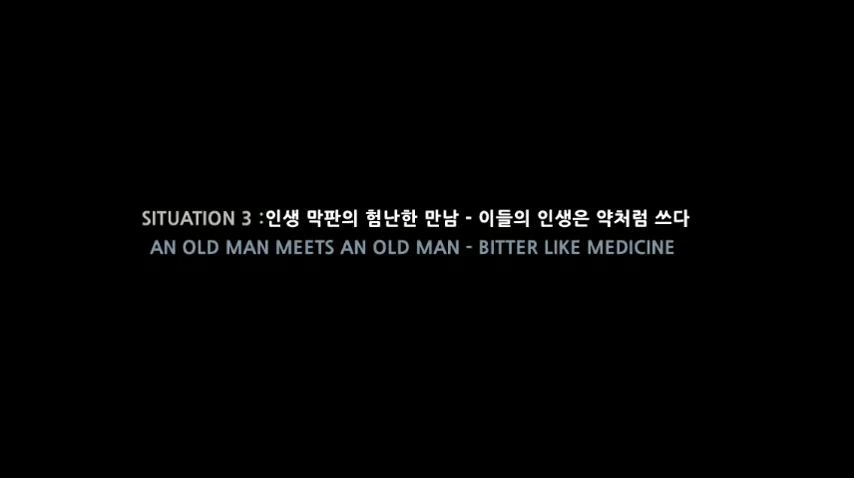 SITUATION 3 :인생 막판의 험난한 만남 - 이들의 인생은 약처럼 쓰다
AN OLD MAN MEETS AN OLD MAN - BITTER LIKE MEDICINE